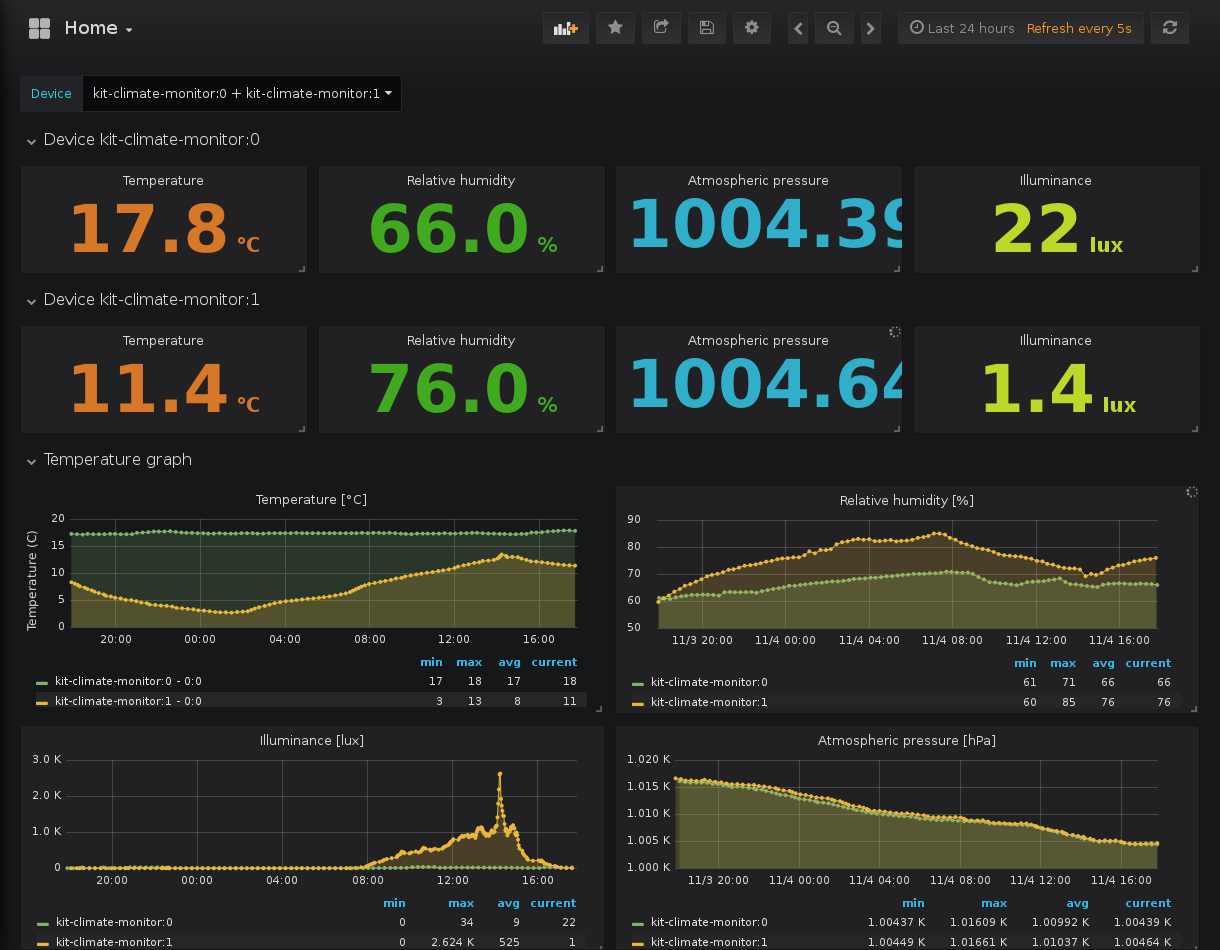 Home
Last 24 hours Refresh every 5s
Device kit-climate-monitor:0 + kit-climate-monitor:1
Device kit-climate-monitor:0
Temperature Relative humidity Atmospheric pressure Illuminance
17.8 °C 66.0 % 1004.39 22 lux
Device kit-climate-monitor:1
Temperature Relative humidity Atmospheric pressure Illuminance
11.4 °C 76.0 % 1004.64 1.4 lux
Temperature graph
Temperature [°C]
Temperature (C)
20
15
10
5
0
20:00 00:00 04:00 08:00 12:00 16:00
min max avg current
kit-climate-monitor:0 - 0:0 17 18 17 18
kit-climate-monitor:1 - 0:0 3 13 8 11
Relative humidity [%]
90
80
70
60
50
11/3 20:00 11/4 00:00 11/4 04:00 11/4 08:00 11/4 12:00 11/4 16:00
min max avg current
kit-climate-monitor:0 61 71 66 66
kit-climate-monitor:1 60 85 76 76
Illuminance [lux]
3.0 K
2.0 K
1.0 K
0
20:00 00:00 04:00 08:00 12:00 16:00
min max avg current
kit-climate-monitor:0 0 34 9 22
kit-climate-monitor:1 0 2.624 K 525 1
Atmospheric pressure [hPa]
1.020 K
1.015 K
1.010 K
1.005 K
1.000 K
11/3 20:00 11/4 00:00 11/4 04:00 11/4 08:00 11/4 12:00 11/4 16:00
min max avg current
kit-climate-monitor:0 1.00437 K 1.01609 K 1.00992 K 1.00439 K
kit-climate-monitor:1 1.00449 K 1.01661 K 1.01037 K 1.00464 K